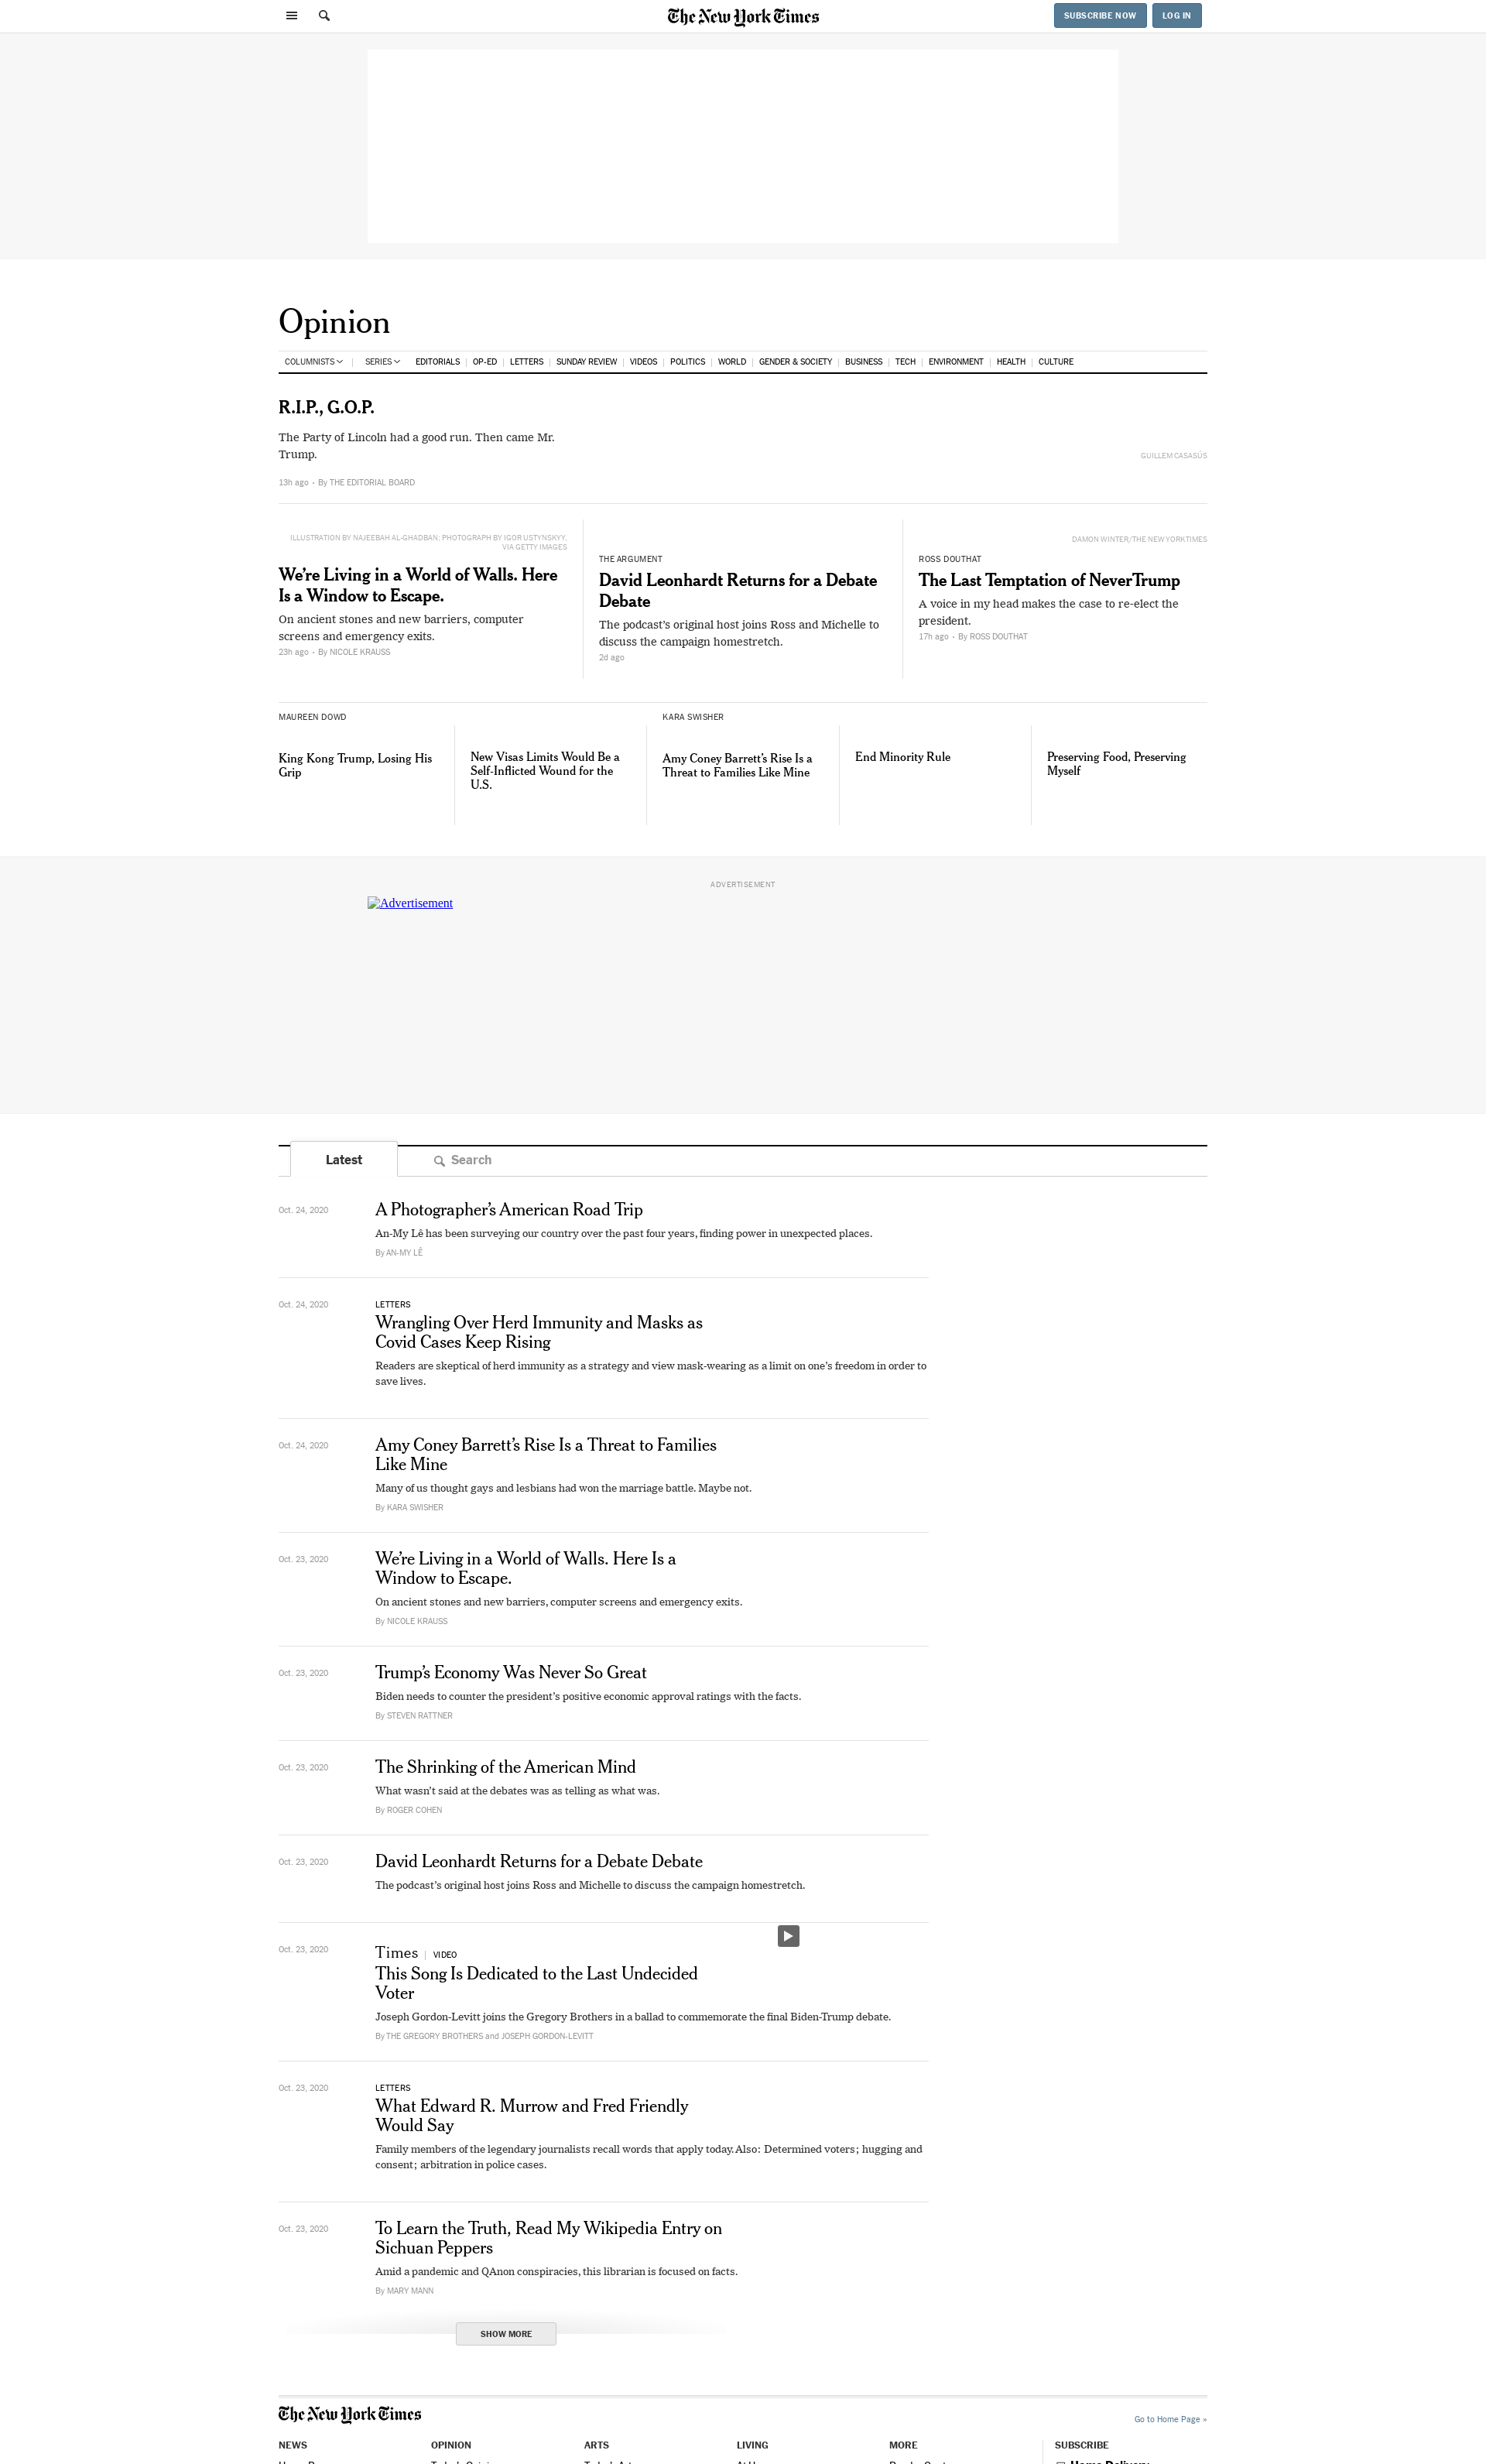 The New York Times
SUBSCRIBE NOW
LOG IN
Opinion
COLUMNISTS
SERIES
EDITORIALS
OP-ED
LETTERS
SUNDAY REVIEW
VIDEOS
POLITICS
WORLD
GENDER & SOCIETY
BUSINESS
TECH
ENVIRONMENT
HEALTH
CULTURE
R.I.P., G.O.P.
The Party of Lincoln had a good run. Then came Mr.
Trump.
13h ago - By THE EDITORIAL BOARD
GUILLEM CASASÚS
ILLUSTRATION BY NAJEEBAH AL-GHADBAN; PHOTOGRAPH BY IGOR USTYNSKYY,
VIA GETTY IMAGES
We're Living in a World of Walls. Here
Is a Window to Escape.
On ancient stones and new barriers, computer
screens and emergency exits.
23h ago - By NICOLE KRAUSS
THE ARGUMENT
David Leonhardt Returns for a Debate
Debate
The podcast's original host joins Ross and Michelle to
discuss the campaign homestretch.
2d ago
DAMON WINTER/THE NEW YORK TIMES
ROSS DOUTHAT
The Last Temptation of NeverTrump
A voice in my head makes the case to re-elect the
president.
17h ago - By ROSS DOUTHAT
MAUREEN DOWD
King Kong Trump, Losing His
Grip
New Visas Limits Would Be a
Self-Inflicted Wound for the
U.S.
KARA SWISHER
Amy Coney Barrett's Rise Is a
Threat to Families Like Mine
End Minority Rule
Preserving Food, Preserving
Myself
ADVERTISEMENT
Advertisement
Latest
Search
Oct. 24, 2020
A Photographer's American Road Trip
An-My Lê has been surveying our country over the past four years, finding power in unexpected places.
By AN-MY LÊ
Oct. 24, 2020
LETTERS
Wrangling Over Herd Immunity and Masks as
Covid Cases Keep Rising
Readers are skeptical of herd immunity as a strategy and view mask-wearing as a limit on one's freedom in order to
save lives.
Oct. 24, 2020
Amy Coney Barrett's Rise Is a Threat to Families
Like Mine
Many of us thought gays and lesbians had won the marriage battle. Maybe not.
By KARA SWISHER
Oct. 23, 2020
We're Living in a World of Walls. Here Is a
Window to Escape.
On ancient stones and new barriers, computer screens and emergency exits.
By NICOLE KRAUSS
Oct. 23, 2020
Trump's Economy Was Never So Great
Biden needs to counter the president's positive economic approval ratings with the facts.
By STEVEN RATTNER
Oct. 23, 2020
The Shrinking of the American Mind
What wasn't said at the debates was as telling as what was.
By ROGER COHEN
Oct. 23, 2020
David Leonhardt Returns for a Debate Debate
The podcast's original host joins Ross and Michelle to discuss the campaign homestretch.
Oct. 23, 2020
Times | VIDEO
This Song Is Dedicated to the Last Undecided
Voter
Joseph Gordon-Levitt joins the Gregory Brothers in a ballad to commemorate the final Biden-Trump debate.
By THE GREGORY BROTHERS and JOSEPH GORDON-LEVITT
Oct. 23, 2020
LETTERS
What Edward R. Murrow and Fred Friendly
Would Say
Family members of the legendary journalists recall words that apply today. Also: Determined voters; hugging and
consent; arbitration in police cases.
Oct. 23, 2020
To Learn the Truth, Read My Wikipedia Entry on
Sichuan Peppers
Amid a pandemic and QAnon conspiracies, this librarian is focused on facts.
By MARY MANN
SHOW MORE
The New York Times
Go to Home Page »
NEWS
OPINION
ARTS
LIVING
MORE
SUBSCRIBE